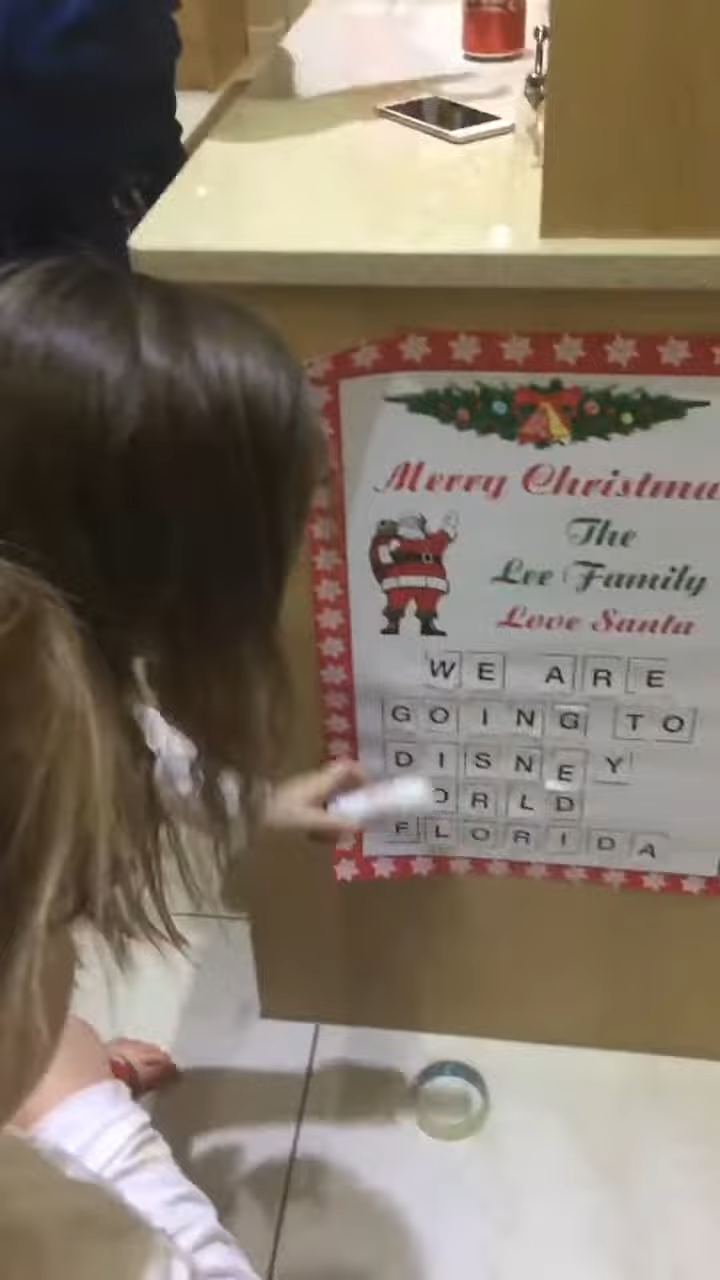 Merry Christma
The
Lee Family
Love Santa
WE ARE
GOING TO
DISNEY
ORLD
FLORIDA